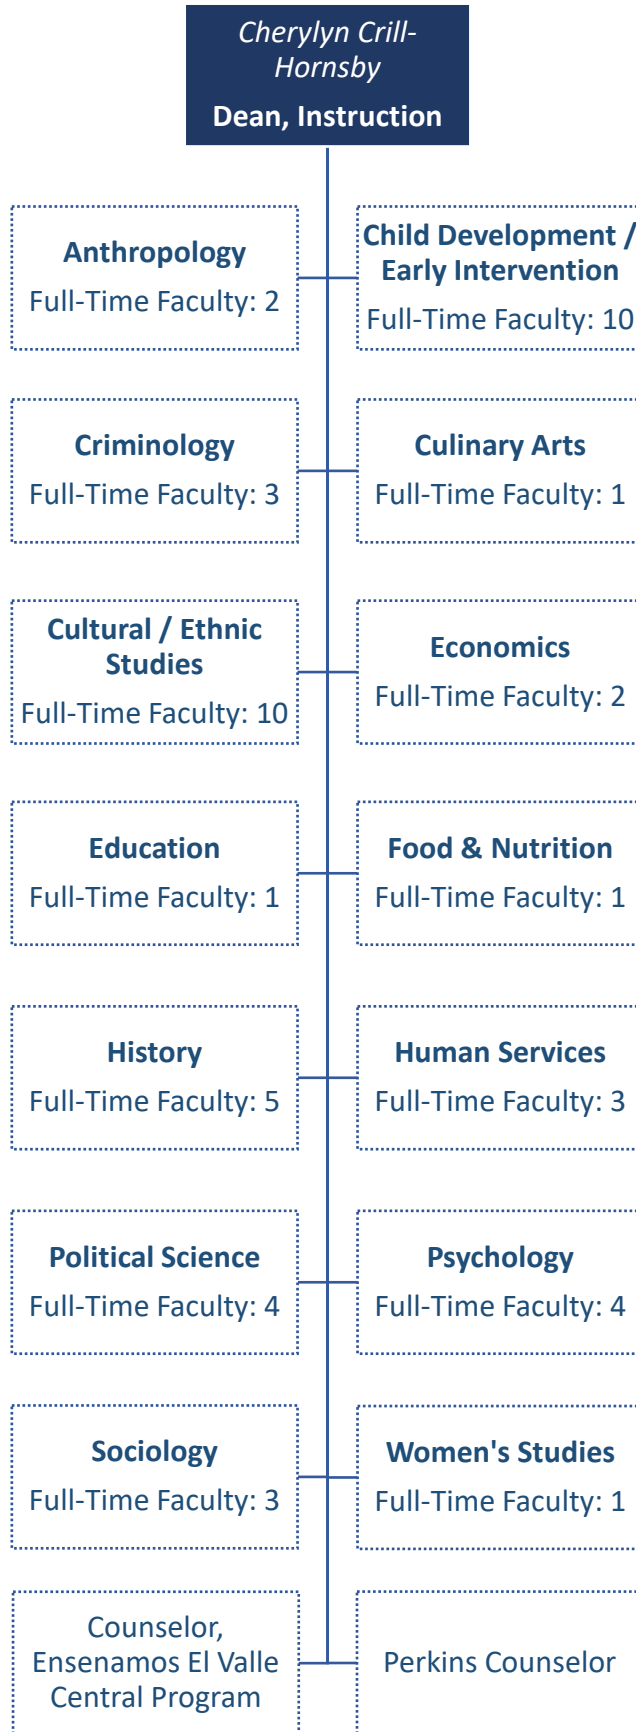 Cherylyn Crill-
Hornsby
Dean, Instruction
Anthropology
Full-Time Faculty: 2
Child Development /
Early Intervention
Full-Time Faculty: 10
Criminology
Full-Time Faculty: 3
Culinary Arts
Full-Time Faculty: 1
Cultural / Ethnic
Studies
Full-Time Faculty: 10
Economics
Full-Time Faculty: 2
Education
Full-Time Faculty: 1
Food & Nutrition
Full-Time Faculty: 1
History
Full-Time Faculty: 5
Human Services
Full-Time Faculty: 3
Political Science
Full-Time Faculty: 4
Psychology
Full-Time Faculty: 4
Sociology
Full-Time Faculty: 3
Women's Studies
Full-Time Faculty: 1
Counselor,
Ensenamos El Valle
Central Program
Perkins Counselor